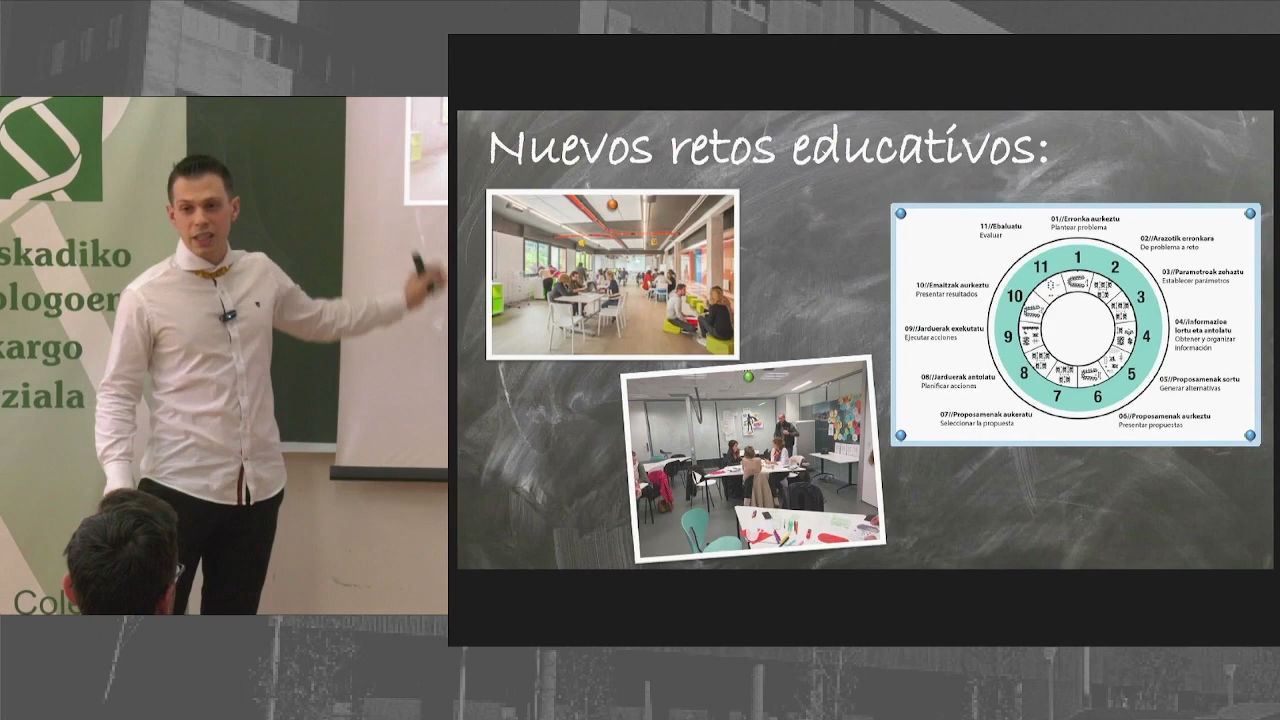 skadiko
ologoen
kargo
ziala
Nuevos retos educativos:
01//Erronka aurkeztu
Plantear problema
02//Arazotik erronkara
De problema a reto
03//Parametroak zehaztu
Establecer parámetros
04//Informazioa
lortu eta antolatu
Obtener y organizar
información
05//Proposamenak sortu
Generar alternativas
06//Proposamenak aurkeztu
Presentar propuestas
07//Proposamenak aukeratu
Seleccionar la propuesta
08//Jarduerak antolatu
Planificar acciones
09//Jarduerak exekutatu
Ejecutar acciones
10//Emaitzak aurkeztu
Presentar resultados
11//Ebaluatu
Evaluar
1
2
3
4
5
6
7
8
9
10
11